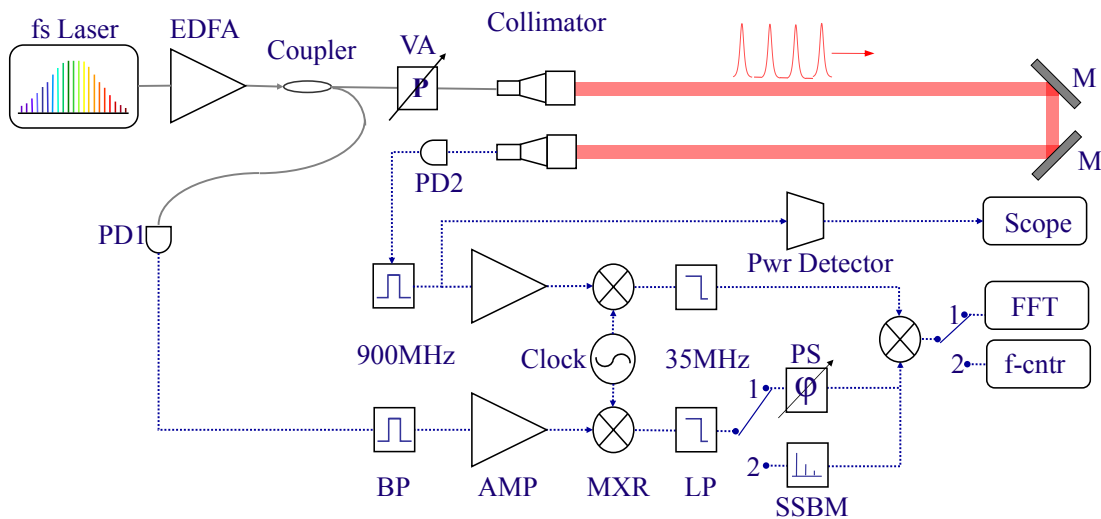 fs Laser
EDFA
Coupler
VA
P
Collimator
M
M
PD2
PD1
Pwr Detector
Scope
900MHz
Clock
35MHz
PS
φ
1
2
1
2
FFT
f-cntr
BP
AMP
MXR
LP
SSBM